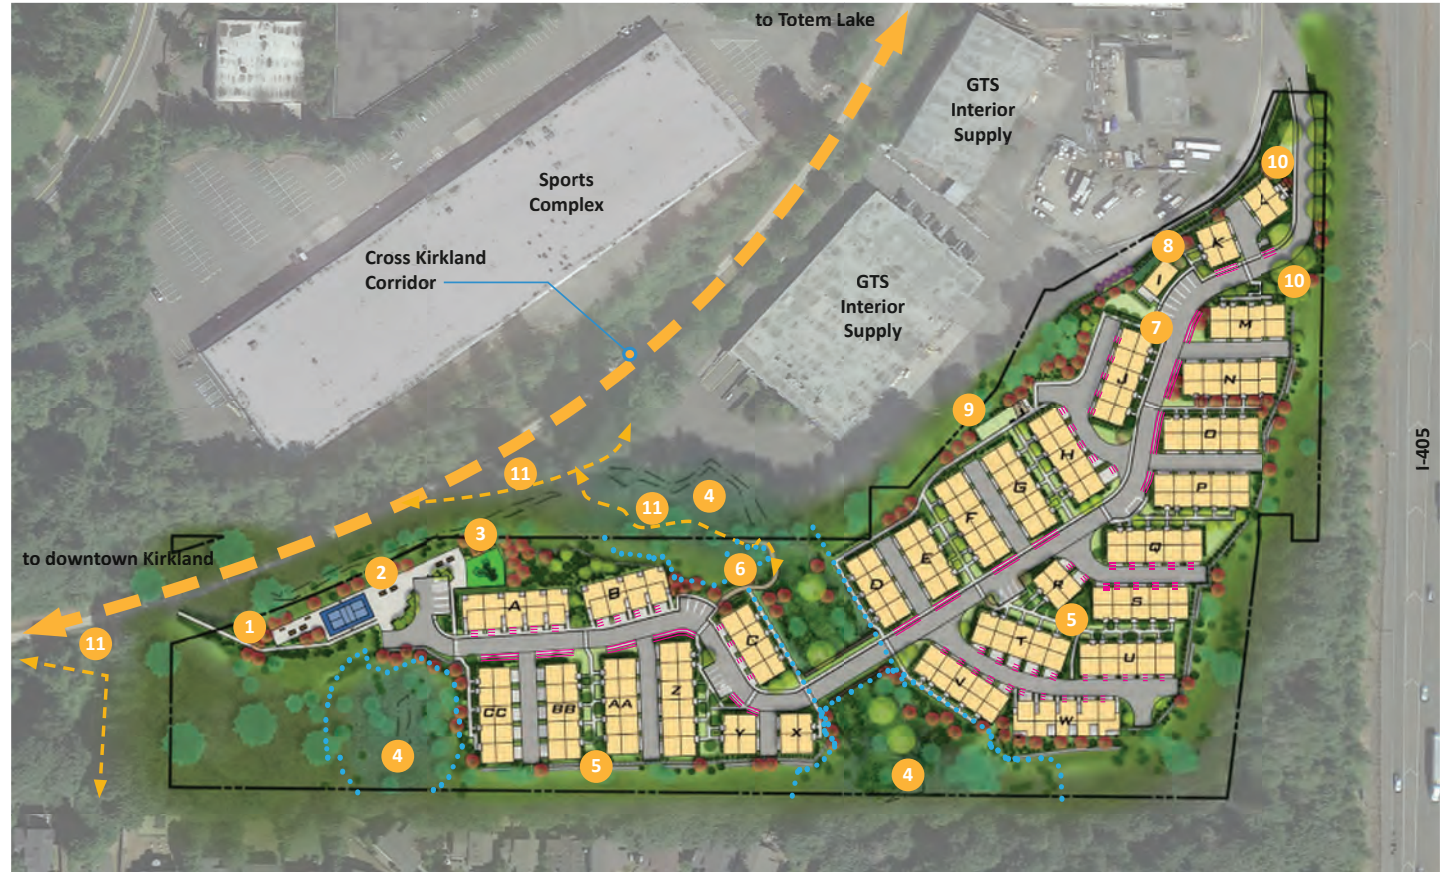 to Totem Lake
GTS
Interior
Supply
Sports
Complex
Cross Kirkland
Corridor
GTS
Interior
Supply
I-405
to downtown Kirkland
10
8
10
7
9
11
4
11
3
6
2
1
11
5
4
5
4
K
I
M
J
N
O
H
P
G
F
Q
E
D
R
S
A
B
T
C
U
V
W
CC
BB
AA
Z
Y
X